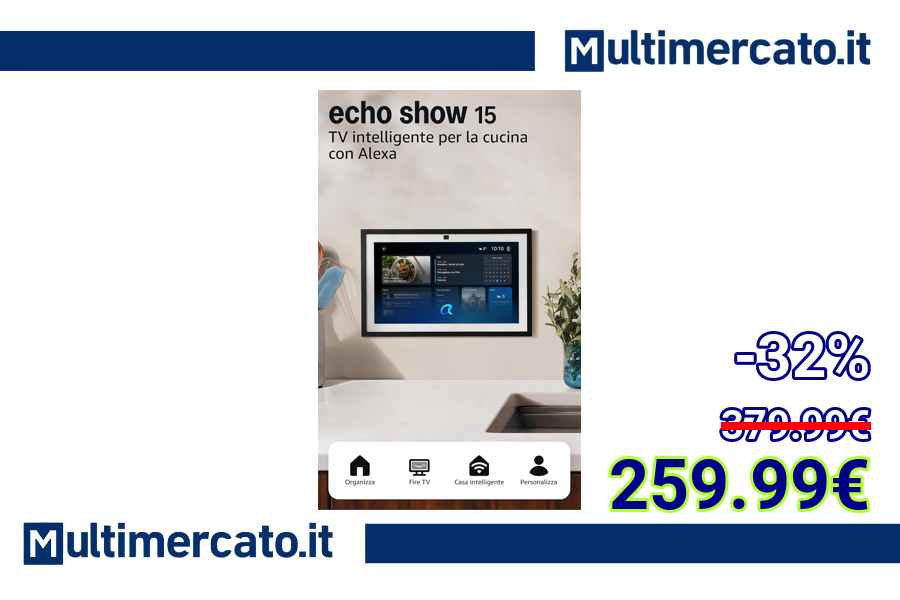 Multimercato.it
echo show 15
TV intelligente per la cucina
con Alexa
10:10
Organizza
Fire TV
Casa intelligente
Personalizza
-32%
379.99€
259.99€
Multimercato.it